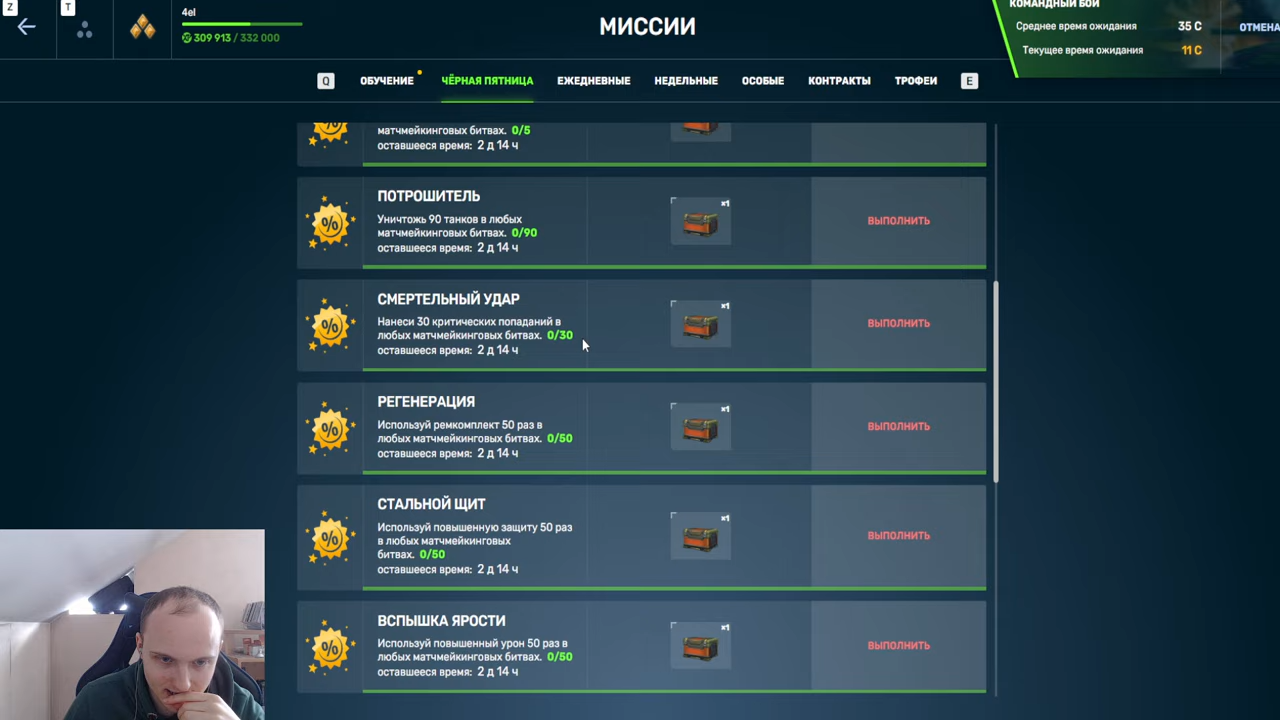 Z
T
4el
309 913 / 332 000
МИССИИ
КОМАНДНЫЙ БОЙ
Среднее время ожидания 35 С
Текущее время ожидания 11 С
ОТМЕНА
Q ОБУЧЕНИЕ ЧЁРНАЯ ПЯТНИЦА ЕЖЕДНЕВНЫЕ НЕДЕЛЬНЫЕ ОСОБЫЕ КОНТРАКТЫ ТРОФЕИ E
матчмейкинговых битвах. 0/5
оставшееся время: 2 д 14 ч
ПОТРОШИТЕЛЬ
Уничтожь 90 танков в любых
матчмейкинговых битвах. 0/90
оставшееся время: 2 д 14 ч
x1
ВЫПОЛНИТЬ
СМЕРТЕЛЬНЫЙ УДАР
Нанеси 30 критических попаданий в
любых матчмейкинговых битвах. 0/30
оставшееся время: 2 д 14 ч
x1
ВЫПОЛНИТЬ
РЕГЕНЕРАЦИЯ
Используй ремкомплект 50 раз в
любых матчмейкинговых битвах. 0/50
оставшееся время: 2 д 14 ч
x1
ВЫПОЛНИТЬ
СТАЛЬНОЙ ЩИТ
Используй повышенную защиту 50 раз
в любых матчмейкинговых
битвах. 0/50
оставшееся время: 2 д 14 ч
x1
ВЫПОЛНИТЬ
ВСПЫШКА ЯРОСТИ
Используй повышенный урон 50 раз в
любых матчмейкинговых битвах. 0/50
оставшееся время: 2 д 14 ч
x1
ВЫПОЛНИТЬ